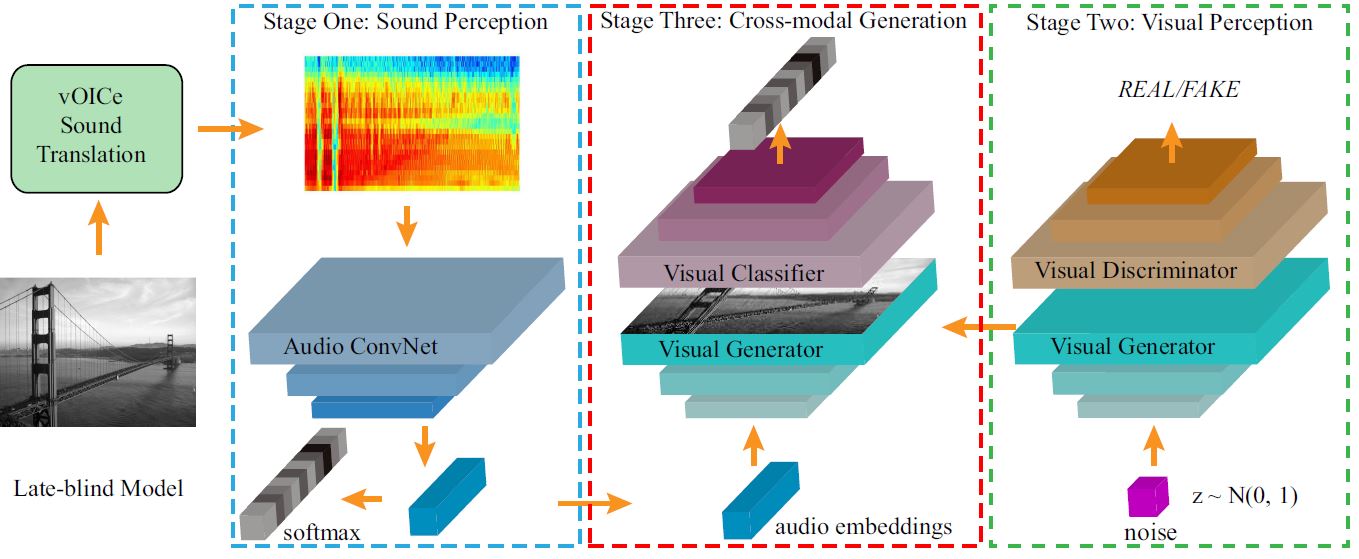 Stage One: Sound Perception
Stage Three: Cross-modal Generation
Stage Two: Visual Perception
vOICe
Sound
Translation
REAL/FAKE
Audio ConvNet
Visual Classifier
Visual Generator
Visual Discriminator
Visual Generator
Late-blind Model
softmax
audio embeddings
noise
z ~ N(0, 1)